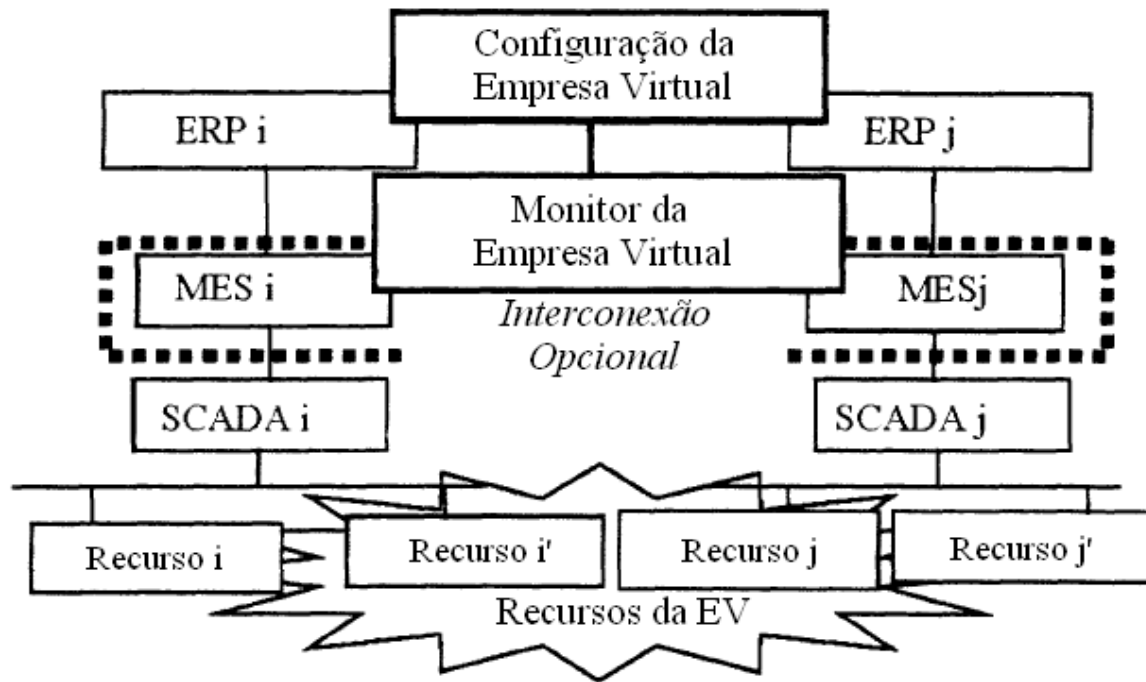 Configuração da
Empresa Virtual
ERP i
ERP j
Monitor da
Empresa Virtual
MES i
MESj
Interconexão
Opcional
SCADA i
SCADA j
Recurso i
Recurso i'
Recurso j
Recurso j'
Recursos da EV